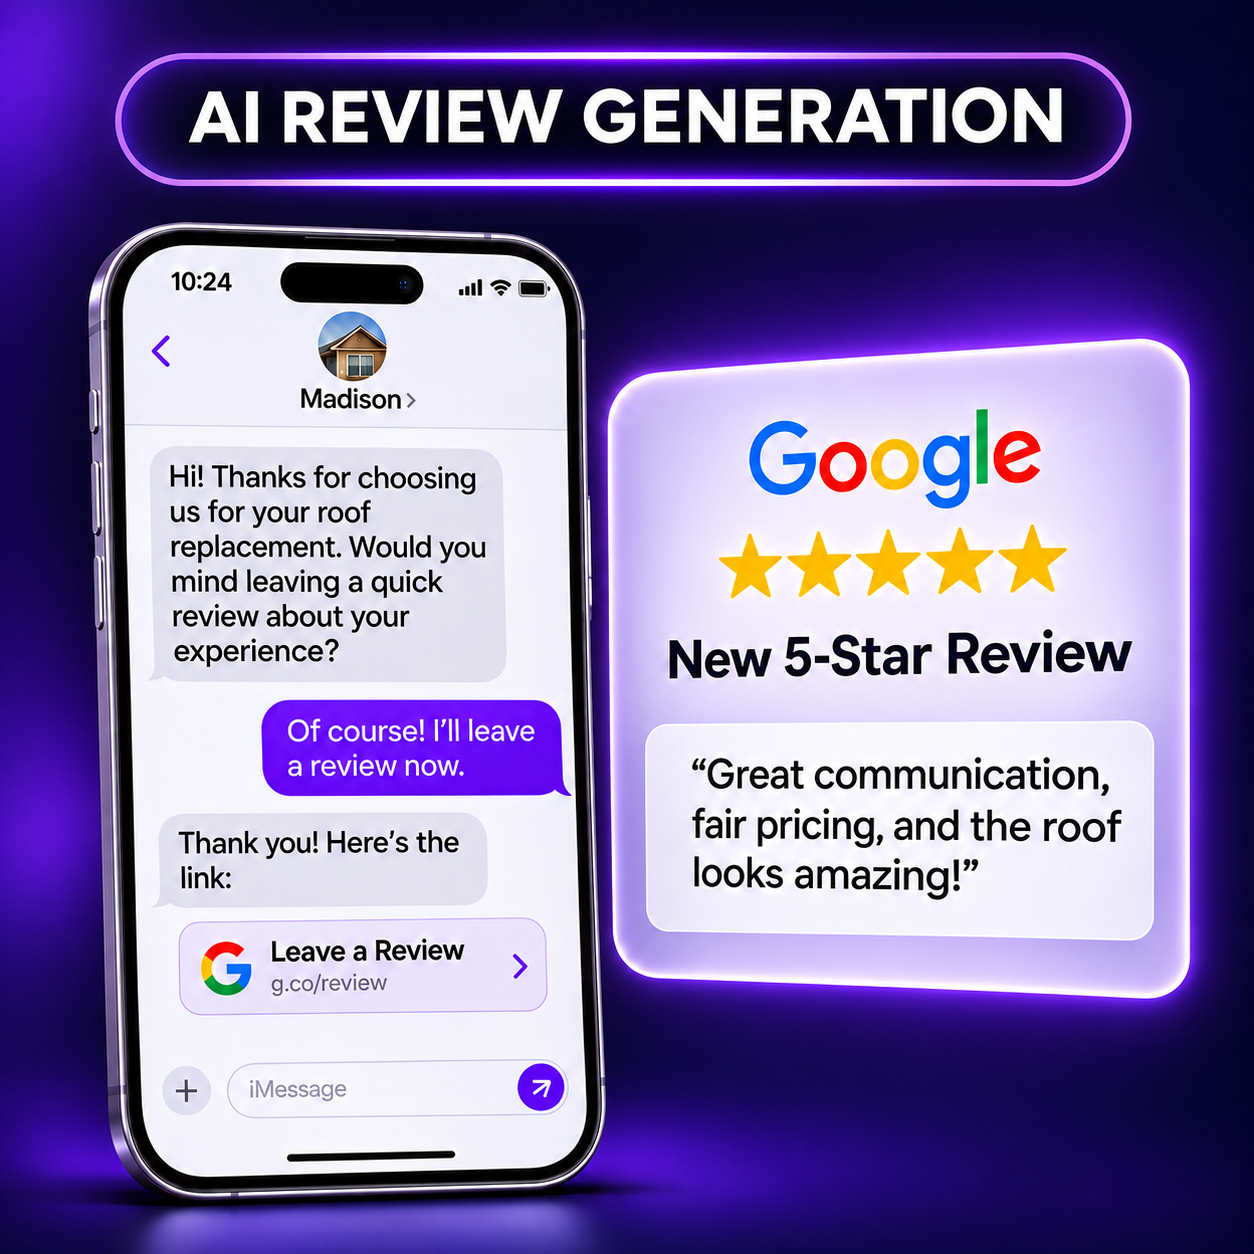 AI REVIEW GENERATION
10:24
Madison >
Hi! Thanks for choosing
us for your roof
replacement. Would you
mind leaving a quick
review about your
experience?
Of course! I’ll leave
a review now.
Thank you! Here’s the
link:
G
Leave a Review
g.co/review
iMessage
Google
New 5-Star Review
“Great communication,
fair pricing, and the roof
looks amazing!”